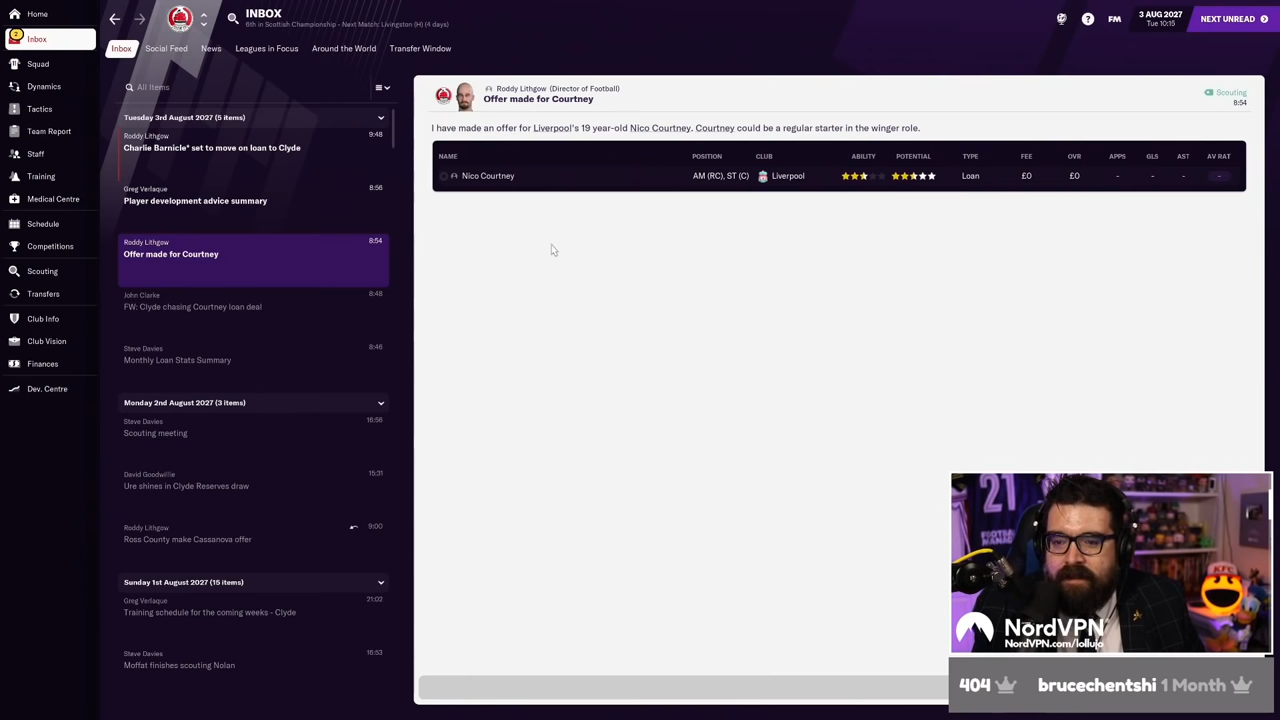 Home
Inbox
2
Squad
Dynamics
Tactics
Team Report
Staff
Training
Medical Centre
Schedule
Competitions
Scouting
Transfers
Club Info
Club Vision
Finances
Dev. Centre
INBOX
6th in Scottish Championship - Next Match: Livingston (H) (4 days)
FM
3 AUG 2027
Tue 10:15
NEXT UNREAD
Inbox Social Feed News Leagues in Focus Around the World Transfer Window
All Items
Tuesday 3rd August 2027 (5 items)
Roddy Lithgow 9:48
Charlie Barnicle* set to move on loan to Clyde
Greg Verlaque 8:56
Player development advice summary
Roddy Lithgow 8:54
Offer made for Courtney
John Clarke 8:48
FW: Clyde chasing Courtney loan deal
Steve Davies 8:46
Monthly Loan Stats Summary
Monday 2nd August 2027 (3 items)
Steve Davies 16:56
Scouting meeting
David Goodwillie 15:31
Ure shines in Clyde Reserves draw
Roddy Lithgow 9:00
Ross County make Cassanova offer
Sunday 1st August 2027 (15 items)
Greg Verlaque 21:02
Training schedule for the coming weeks - Clyde
Steve Davies 16:53
Moffat finishes scouting Nolan
Roddy Lithgow (Director of Football)
Offer made for Courtney
Scouting
8:54
I have made an offer for Liverpool's 19 year-old Nico Courtney. Courtney could be a regular starter in the winger role.
NAME POSITION CLUB ABILITY POTENTIAL TYPE FEE OVR APPS GLS AST AV RAT
Nico Courtney AM (RC), ST (C) Liverpool Loan £0 £0 - - - -
21
KFC
NordVPN
NordVPN.com/lollujo
404 brucechentshi 1 Month